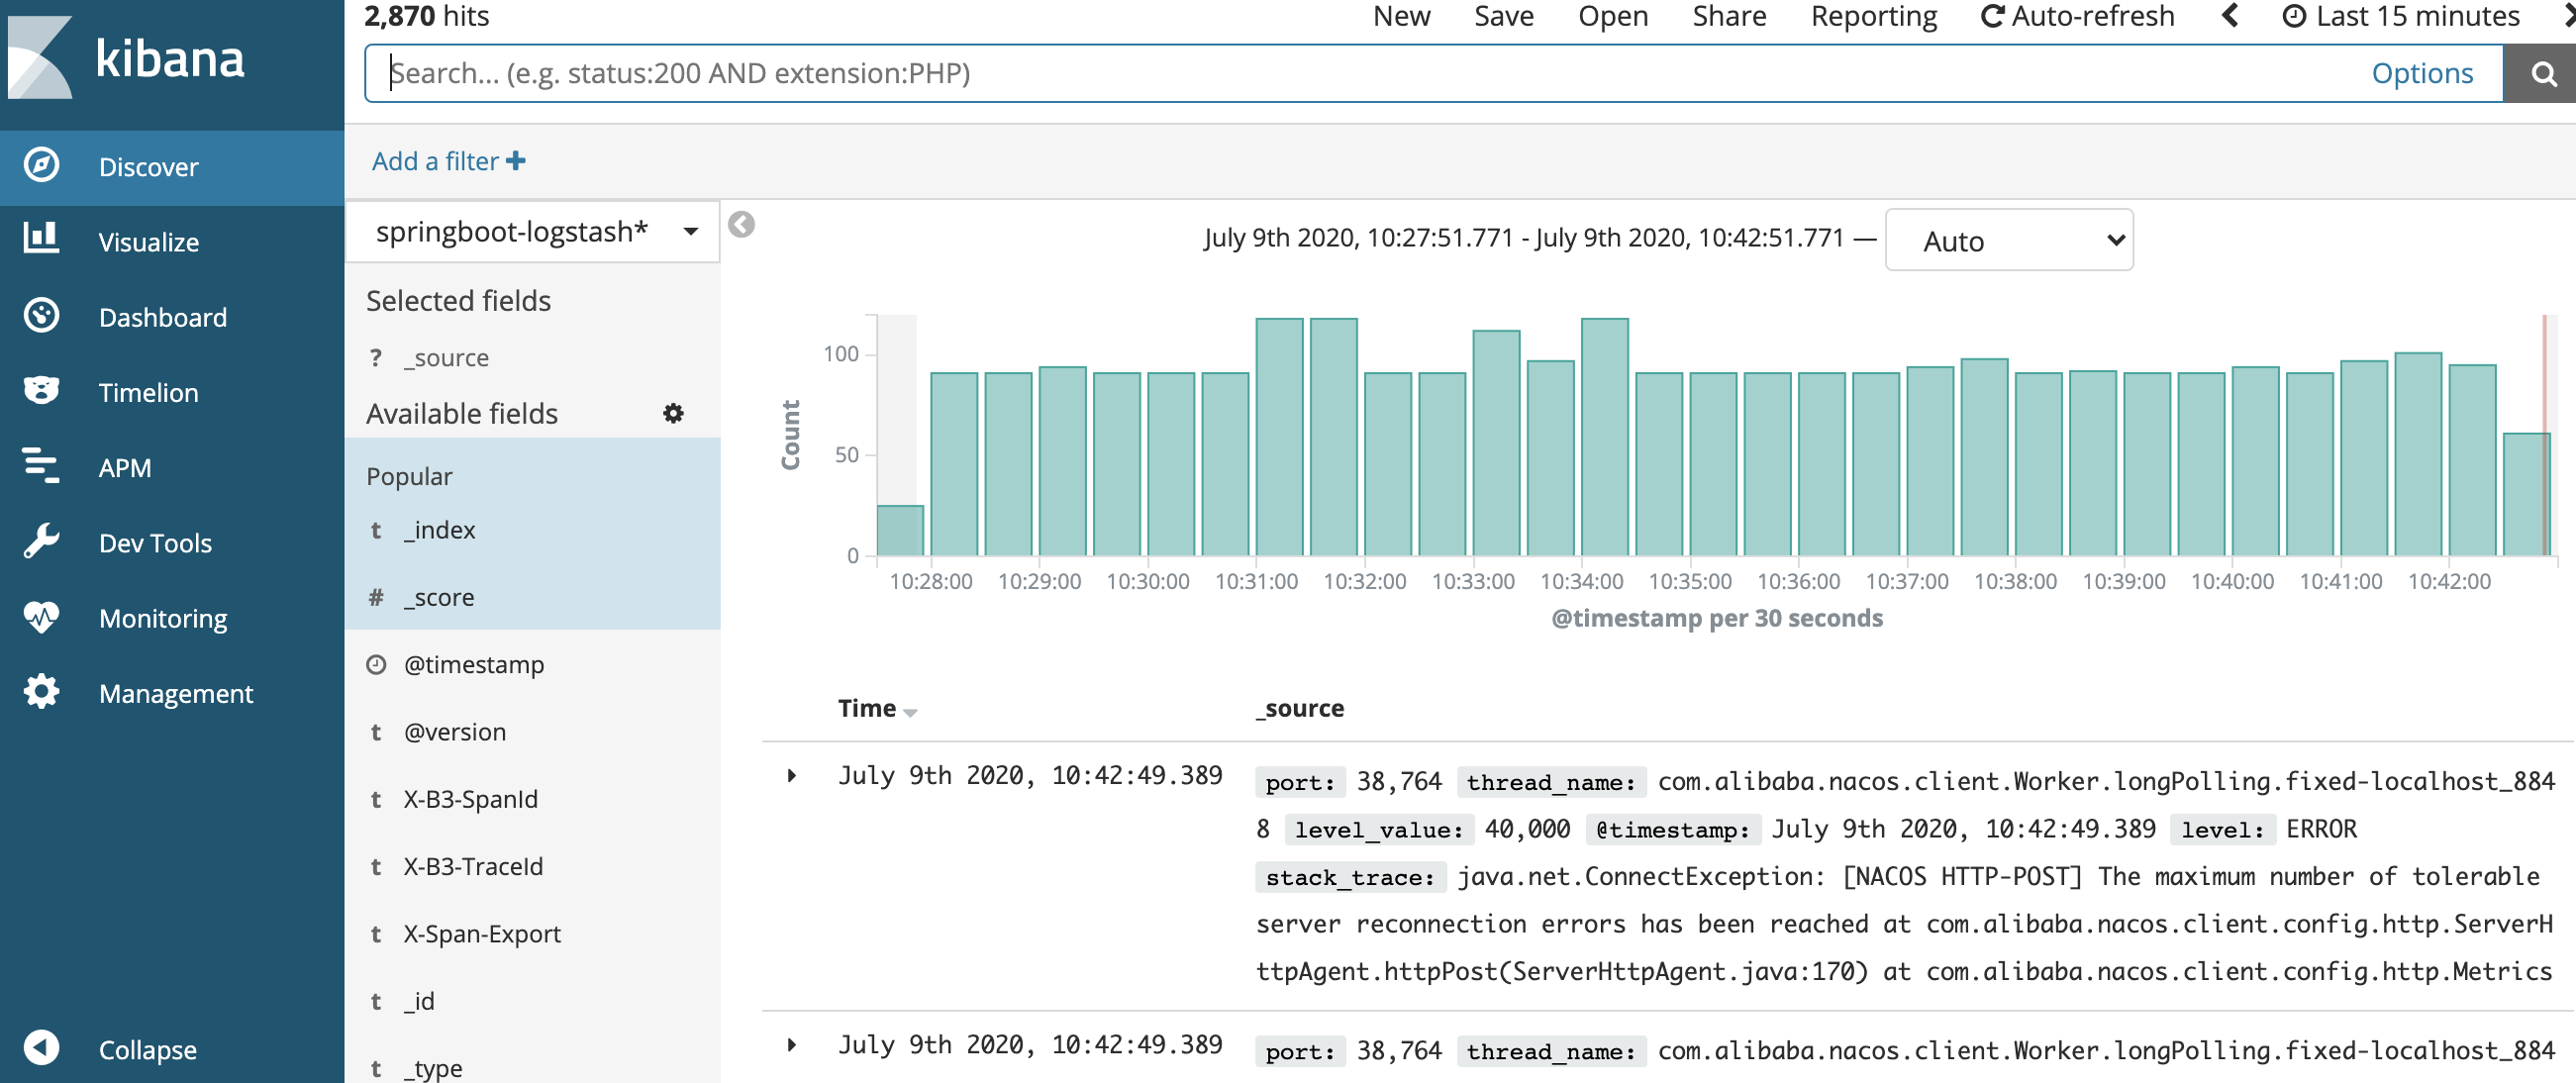 kibana
Discover
Visualize
Dashboard
Timelion
APM
Dev Tools
Monitoring
Management
Collapse
2,870 hits
New Save Open Share Reporting Auto-refresh Last 15 minutes
Search... (e.g. status:200 AND extension:PHP) Options
Add a filter
springboot-logstash*
Selected fields
? _source
Available fields
Popular
t _index
# _score
@timestamp
t @version
t X-B3-SpanId
t X-B3-TraceId
t X-Span-Export
t _id
t _type
July 9th 2020, 10:27:51.771 - July 9th 2020, 10:42:51.771 — Auto
Count
100
50
0
10:28:00 10:29:00 10:30:00 10:31:00 10:32:00 10:33:00 10:34:00 10:35:00 10:36:00 10:37:00 10:38:00 10:39:00 10:40:00 10:41:00 10:42:00
@timestamp per 30 seconds
Time _source
July 9th 2020, 10:42:49.389 port: 38,764 thread_name: com.alibaba.nacos.client.Worker.longPolling.fixed-localhost_884
8 level_value: 40,000 @timestamp: July 9th 2020, 10:42:49.389 level: ERROR
stack_trace: java.net.ConnectException: [NACOS HTTP-POST] The maximum number of tolerable
server reconnection errors has been reached at com.alibaba.nacos.client.config.http.ServerH
ttpAgent.httpPost(ServerHttpAgent.java:170) at com.alibaba.nacos.client.config.http.Metrics
July 9th 2020, 10:42:49.389 port: 38,764 thread_name: com.alibaba.nacos.client.Worker.longPolling.fixed-localhost_884